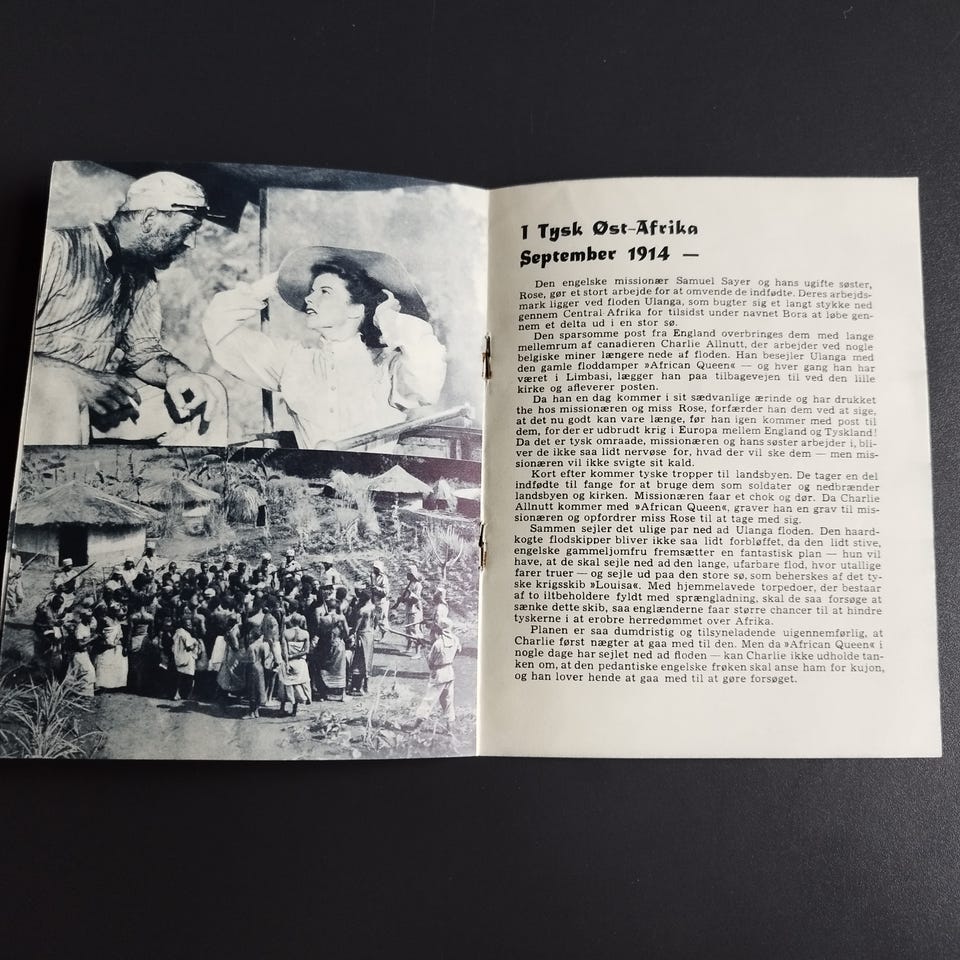 I Tysk Øst-Afrika
September 1914 —
Den engelske missionær Samuel Sayer og hans ugifte søster,
Rose, gør et stort arbejde for at omvende de indfødte. Deres arbejds-
mark ligger ved floden Ulanga, som bugter sig et langt stykke ned
gennem Central Afrika for tilsidst under navnet Bora at løbe gen-
nem et delta ud i en stor sø.
Den sparsomme post fra England overbringes dem med lange
mellemrum af canadieren Charlie Allnutt, der arbejder ved nogle
belgiske miner længere nede af floden. Han besejler Ulanga med
den gamle floddamper »African Queen« — og hver gang han har
været i Limbasi, lægger han paa tilbagevejen til ved den lille
kirke og afleverer posten.
Da han en dag kommer i sit sædvanlige ærinde og har drukket
the hos missionæren og miss Rose, forfærder han dem ved at sige,
at det nu godt kan vare længe, før han igen kommer med post til
dem, for der er udbrudt krig i Europa mellem England og Tyskland!
Da det er tysk omraade, missionæren og hans søster arbejder i, bli-
ver de ikke saa lidt nervøse for, hvad der vil ske dem — men mis-
sionæren vil ikke svigte sit kald.
Kort efter kommer tyske tropper til landsbyen. De tager en del
indfødte til fange for at bruge dem som soldater og nedbrænder
landsbyen og kirken. Missionæren faar et chok og dør. Da Charlie
Allnutt kommer med »African Queen«, graver han en grav til mis-
sionæren og opfordrer miss Rose til at tage med sig.
Sammen sejler det ulige par ned ad Ulanga floden. Den haard-
kogte flodskipper bliver ikke saa lidt forbløffet, da den lidt stive,
engelske gammeljomfru fremsætter en fantastisk plan — hun vil
have, at de skal sejle ned ad den lange, ufarbare flod, hvor utallige
farer truer — og sejle ud paa den store sø, som beherskes af det ty-
ske krigsskib »Louisa«. Med hjemmelavede torpedoer, der bestaar
af to iltbeholdere fyldt med sprængladning, skal de saa forsøge at
sænke dette skib, saa englænderne faar større chancer til at hindre
tyskerne i at erobre herredømmet over Afrika.
Planen er saa dumdristig og tilsyneladende uigennemførlig, at
Charlie først nægter at gaa med til den. Men da »African Queen« i
nogle dage har sejlet ned ad floden — kan Charlie ikke udholde tan-
ken om, at den pedantiske engelske frøken skal anse ham for kujon,
og han lover hende at gaa med til at gøre forsøget.